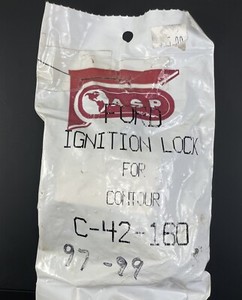 ASP
FORD
IGNITION LOCK
FOR
CONTOUR
C-42-160
97-99